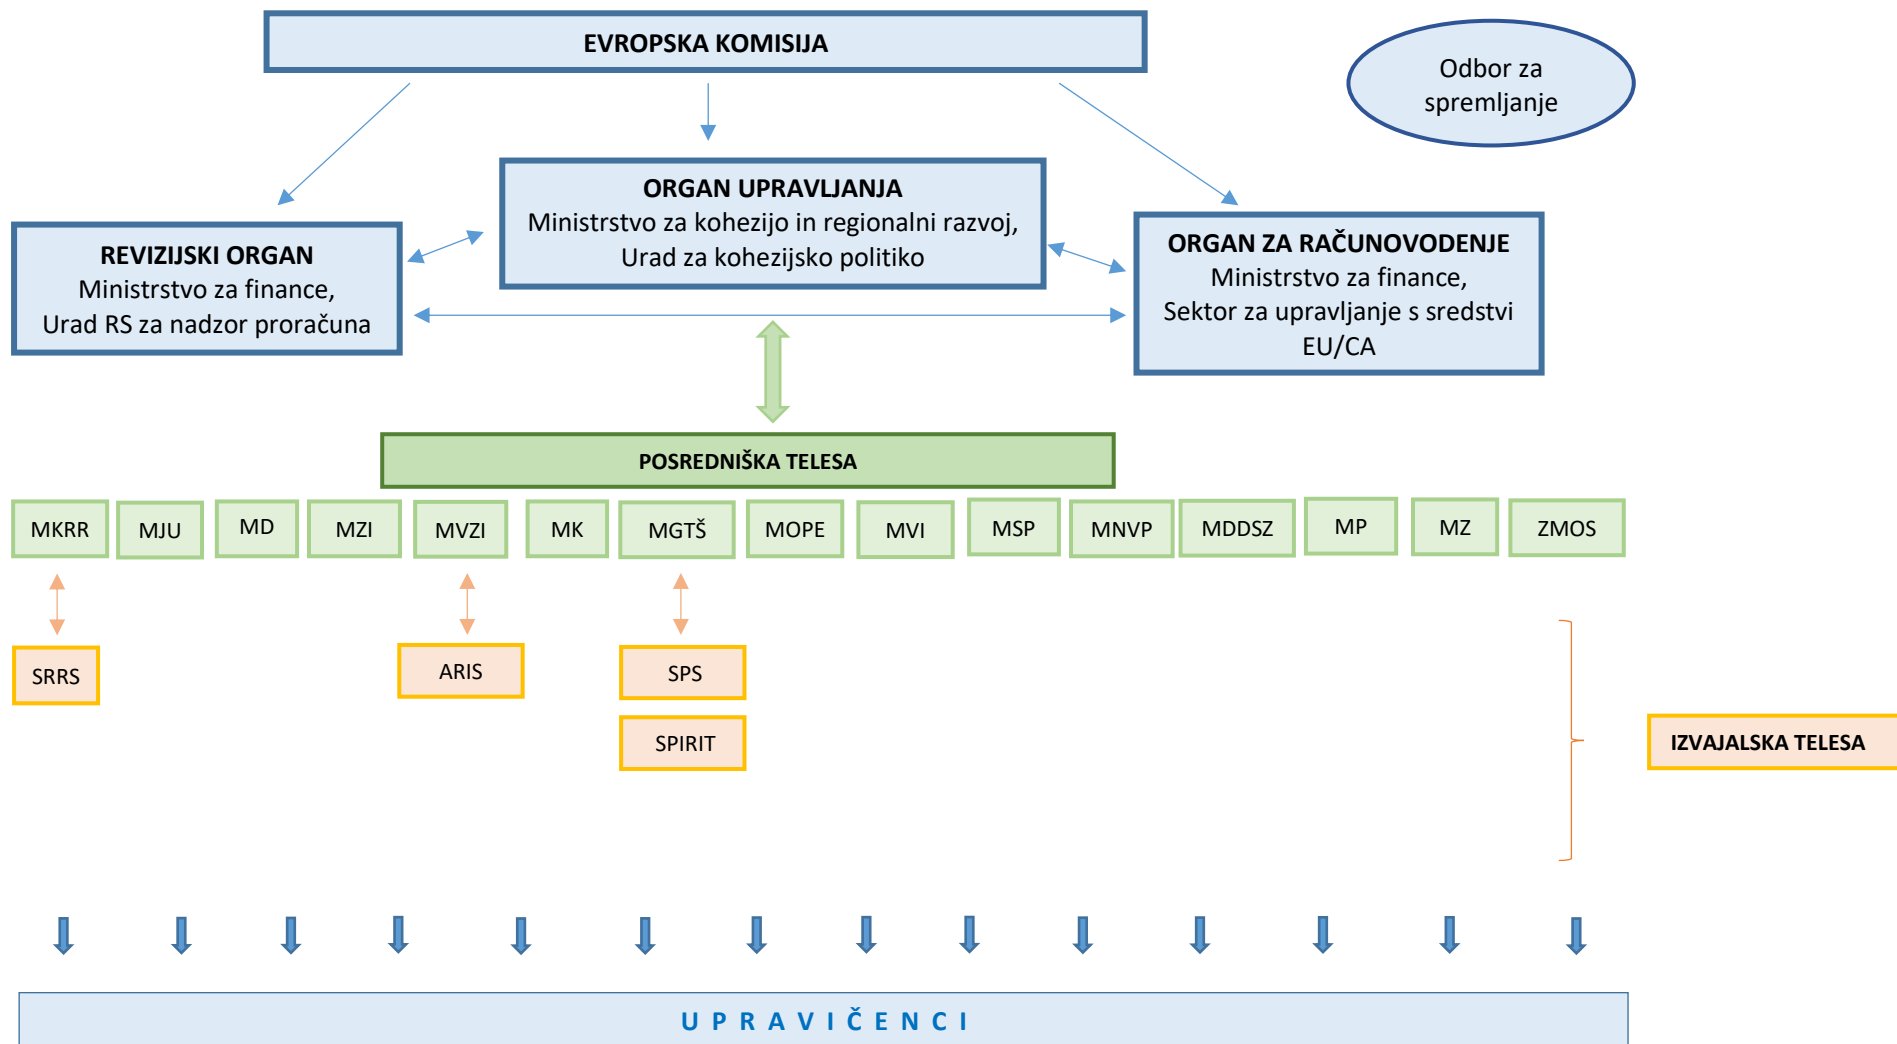 EVROPSKA KOMISIJA
Odbor za
spremljanje
ORGAN UPRAVLJANJA
Ministrstvo za kohezijo in regionalni razvoj,
Urad za kohezijsko politiko
REVIZIJSKI ORGAN
Ministrstvo za finance,
Urad RS za nadzor proračuna
ORGAN ZA RAČUNOVODENJE
Ministrstvo za finance,
Sektor za upravljanje s sredstvi
EU/CA
POSREDNIŠKA TELESA
MKRR
MJU
MD
MZI
MVZI
MK
MGTŠ
MOPE
MVI
MSP
MNVP
MDDSZ
MP
MZ
ZMOS
SRRS
ARIS
SPS
SPIRIT
IZVAJALSKA TELESA
UPRAVIČENCI